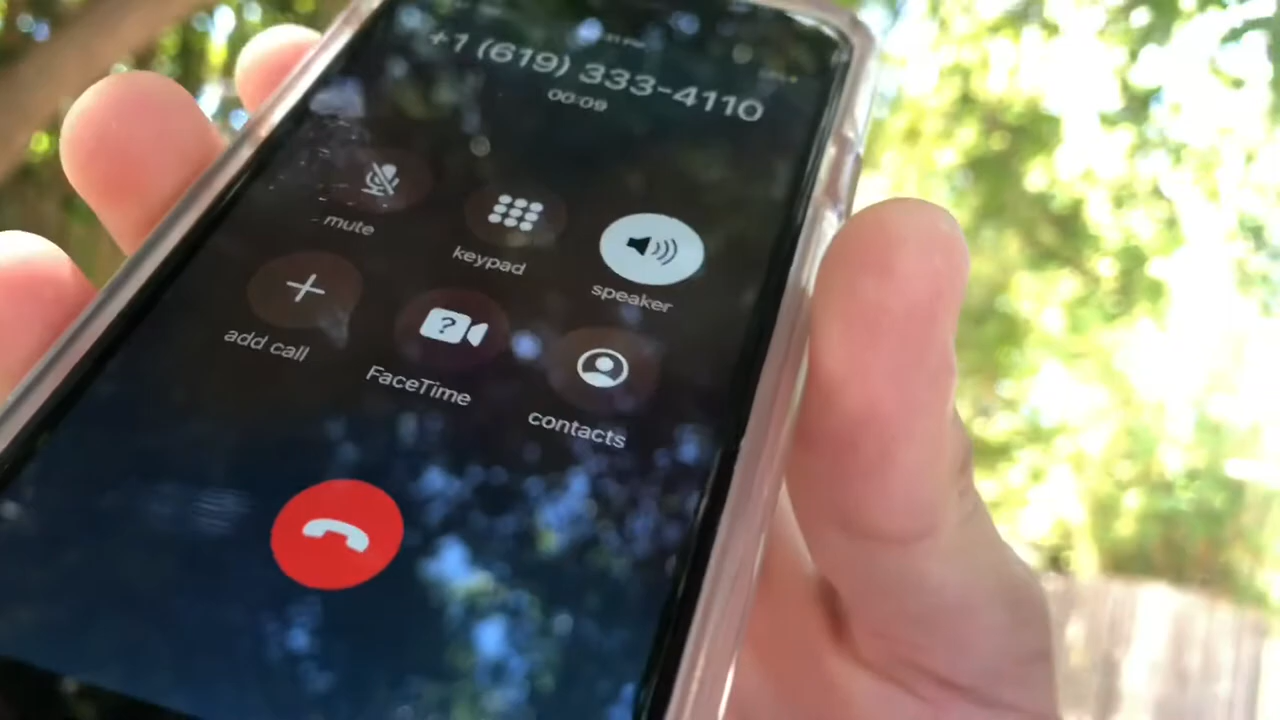 +1 (619) 333-4110
00:09
mute
keypad
speaker
add call
?
FaceTime
contacts